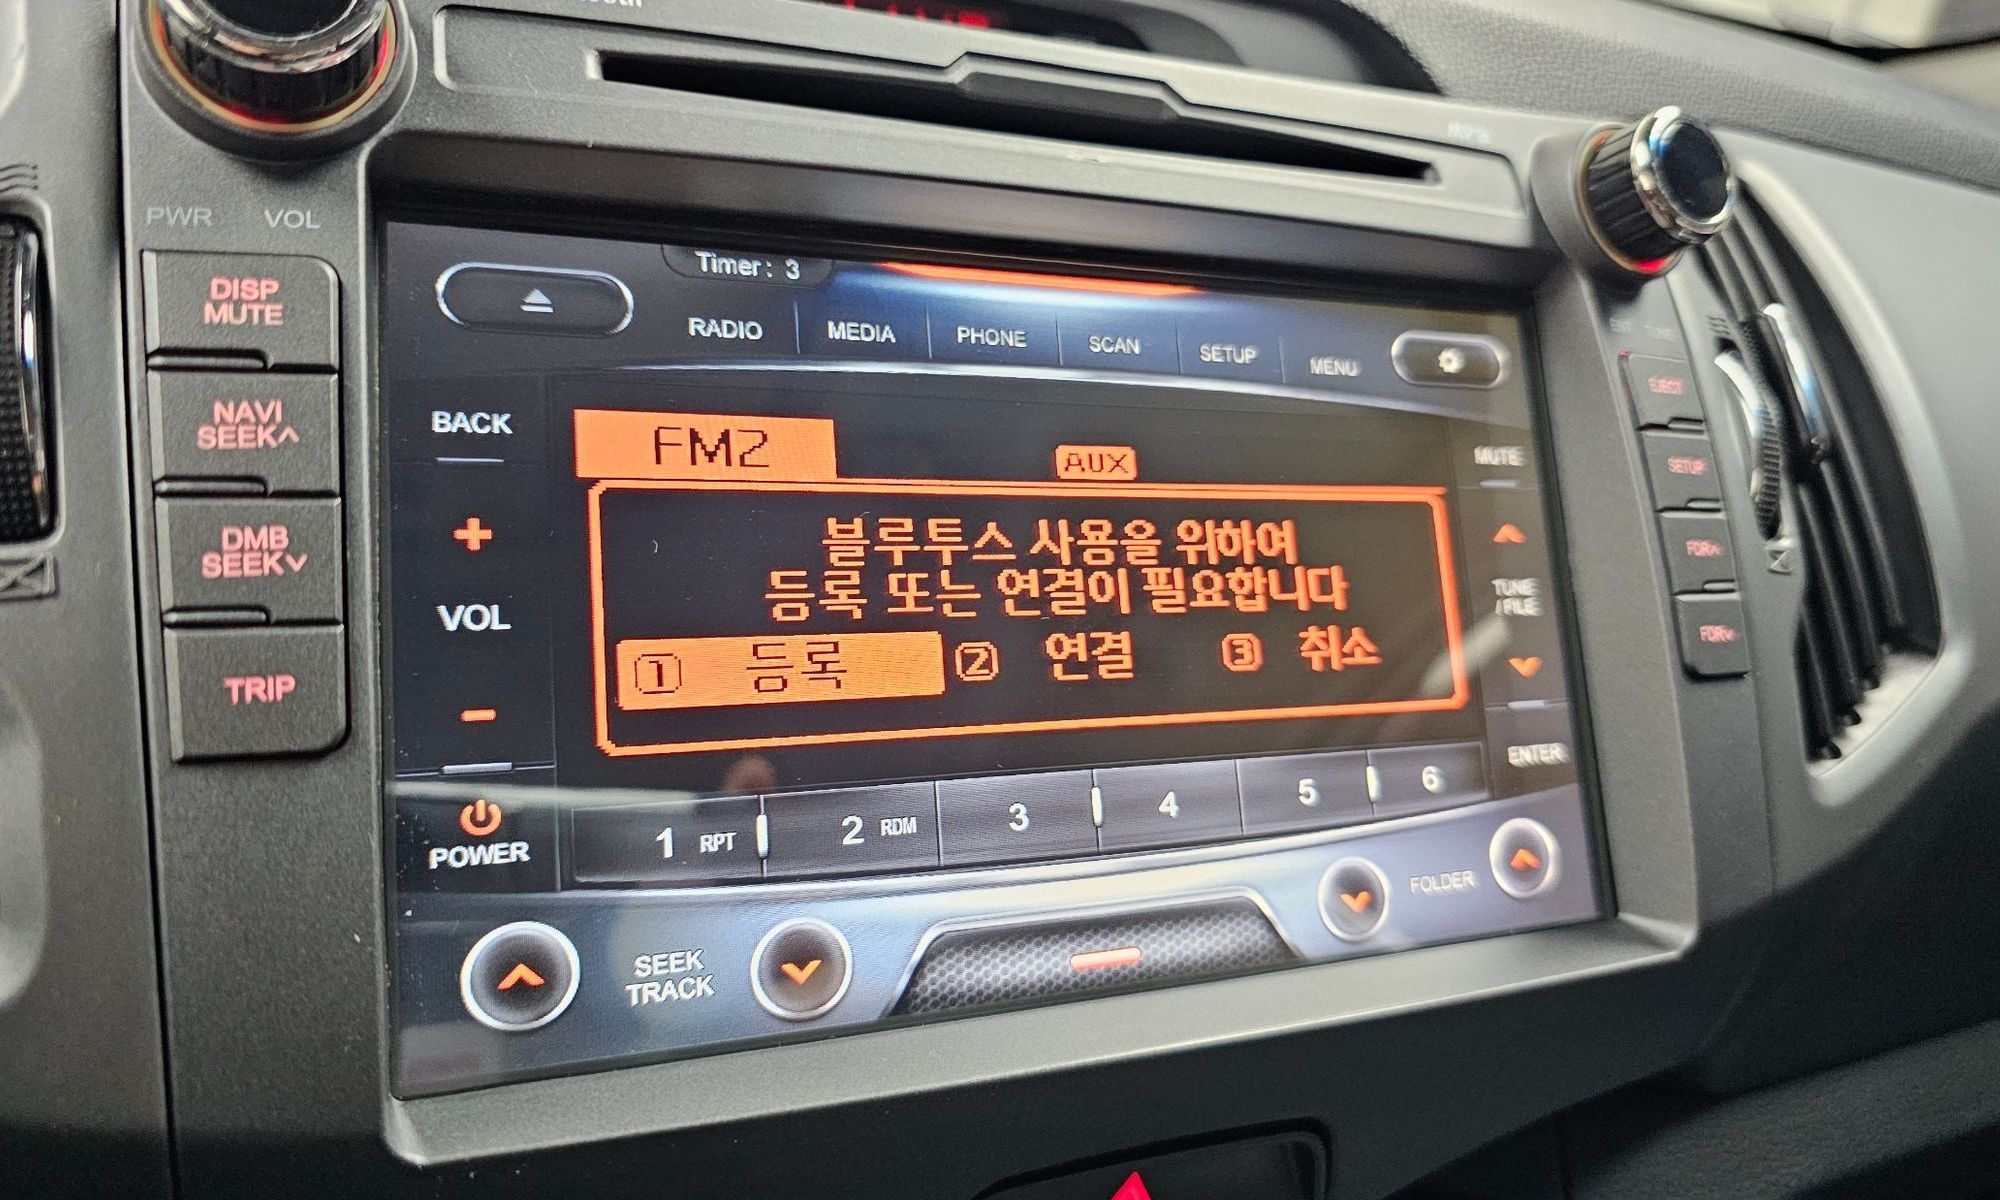 PWR VOL
DISP
MUTE
NAVI
SEEK
DMB
SEEK
TRIP
Timer: 3
RADIO MEDIA PHONE SCAN SETUP MENU
BACK
FM2
AUX
MUTE
블루투스 사용을 위하여
등록 또는 연결이 필요합니다
① 등록 ② 연결 ③ 취소
+
VOL
-
TUNE
/ FILE
ENTER
POWER
1 RPT 2 RDM 3 4 5 6
SEEK
TRACK
FOLDER
EJECT
SETUP